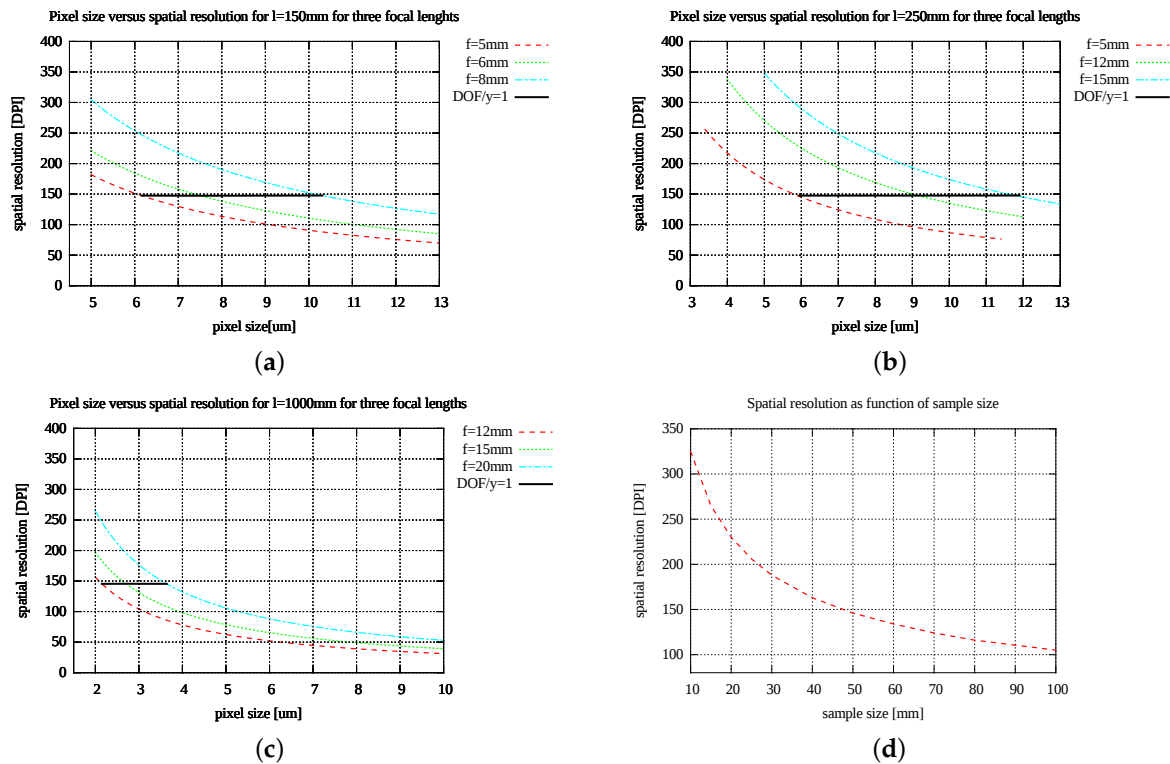 Pixel size versus spatial resolution for l=150mm for three focal lenghts
spatial resolution [DPI]
400
350
300
250
200
150
100
50
0
5 6 7 8 9 10 11 12 13
pixel size[um]
f=5mm
f=6mm
f=8mm
DOF/y=1
(a)
Pixel size versus spatial resolution for l=250mm for three focal lengths
spatial resolution [DPI]
400
350
300
250
200
150
100
50
0
3 4 5 6 7 8 9 10 11 12 13
pixel size [um]
f=5mm
f=12mm
f=15mm
DOF/y=1
(b)
Pixel size versus spatial resolution for l=1000mm for three focal lengths
spatial resolution [DPI]
400
350
300
250
200
150
100
50
0
2 3 4 5 6 7 8 9 10
pixel size [um]
f=12mm
f=15mm
f=20mm
DOF/y=1
(c)
Spatial resolution as function of sample size
spatial resolution [DPI]
350
300
250
200
150
100
10 20 30 40 50 60 70 80 90 100
sample size [mm]
(d)